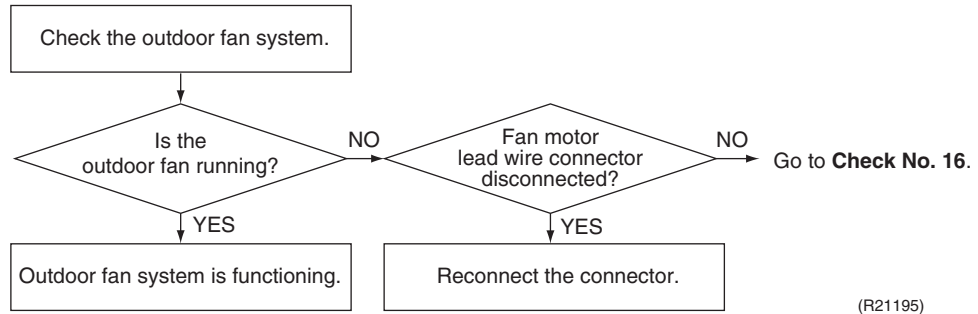 Check the outdoor fan system.
Is the
outdoor fan running?
NO
Fan motor
lead wire connector
disconnected?
NO
Go to Check No. 16.
YES
YES
Outdoor fan system is functioning.
Reconnect the connector.
(R21195)